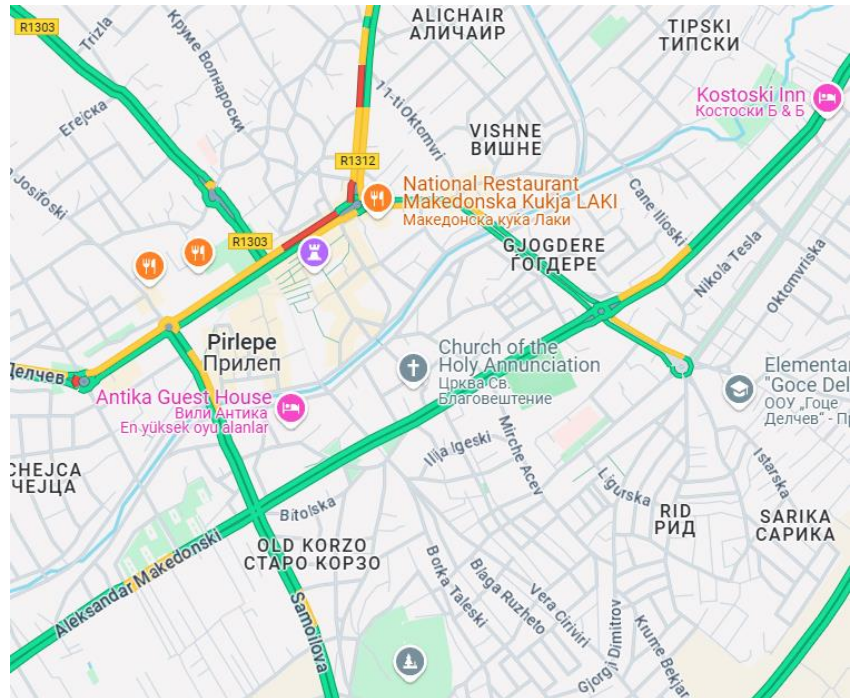 R1303
Trizla
Круме Волнароски
ALICHAIR
АЛИЧАИР
TIPSKI
ТИПСКИ
Егејска
11-ti Oktomvri
Kostoski Inn
Костоски Б & Б
VISHNE
ВИШНЕ
R1312
Josifoski
National Restaurant
Makedonska Kukja LAKI
Македонска кука Лаки
Cane Ilioski
R1303
GJOGDERE
ЃОГДЕРЕ
Nikola Tesla
Oktomvriska
Pirlepe
Прилеп
Делчев
Church of the
Holy Annunciation
Црква Св.
Благовештение
Elementar
"Goce Del
ООУ „Гоце
Делчев“ - Пр
Antika Guest House
Вили Антика
En yüksek oyu alanlar
CHEJCA
ЧЕЈЦА
Ilija Igeski
Mirche Acev
Ligurska
Istarska
Bitolska
RID
РИД
SARIKA
САРИКА
OLD KORZO
СТАРО КОРЗО
Aleksandar Makedonski
Samoilova
Borka Taleski
Blaga Ruzheto
Vera Ciriviri
Gjorgji Dimitrov
Krume Bekjar